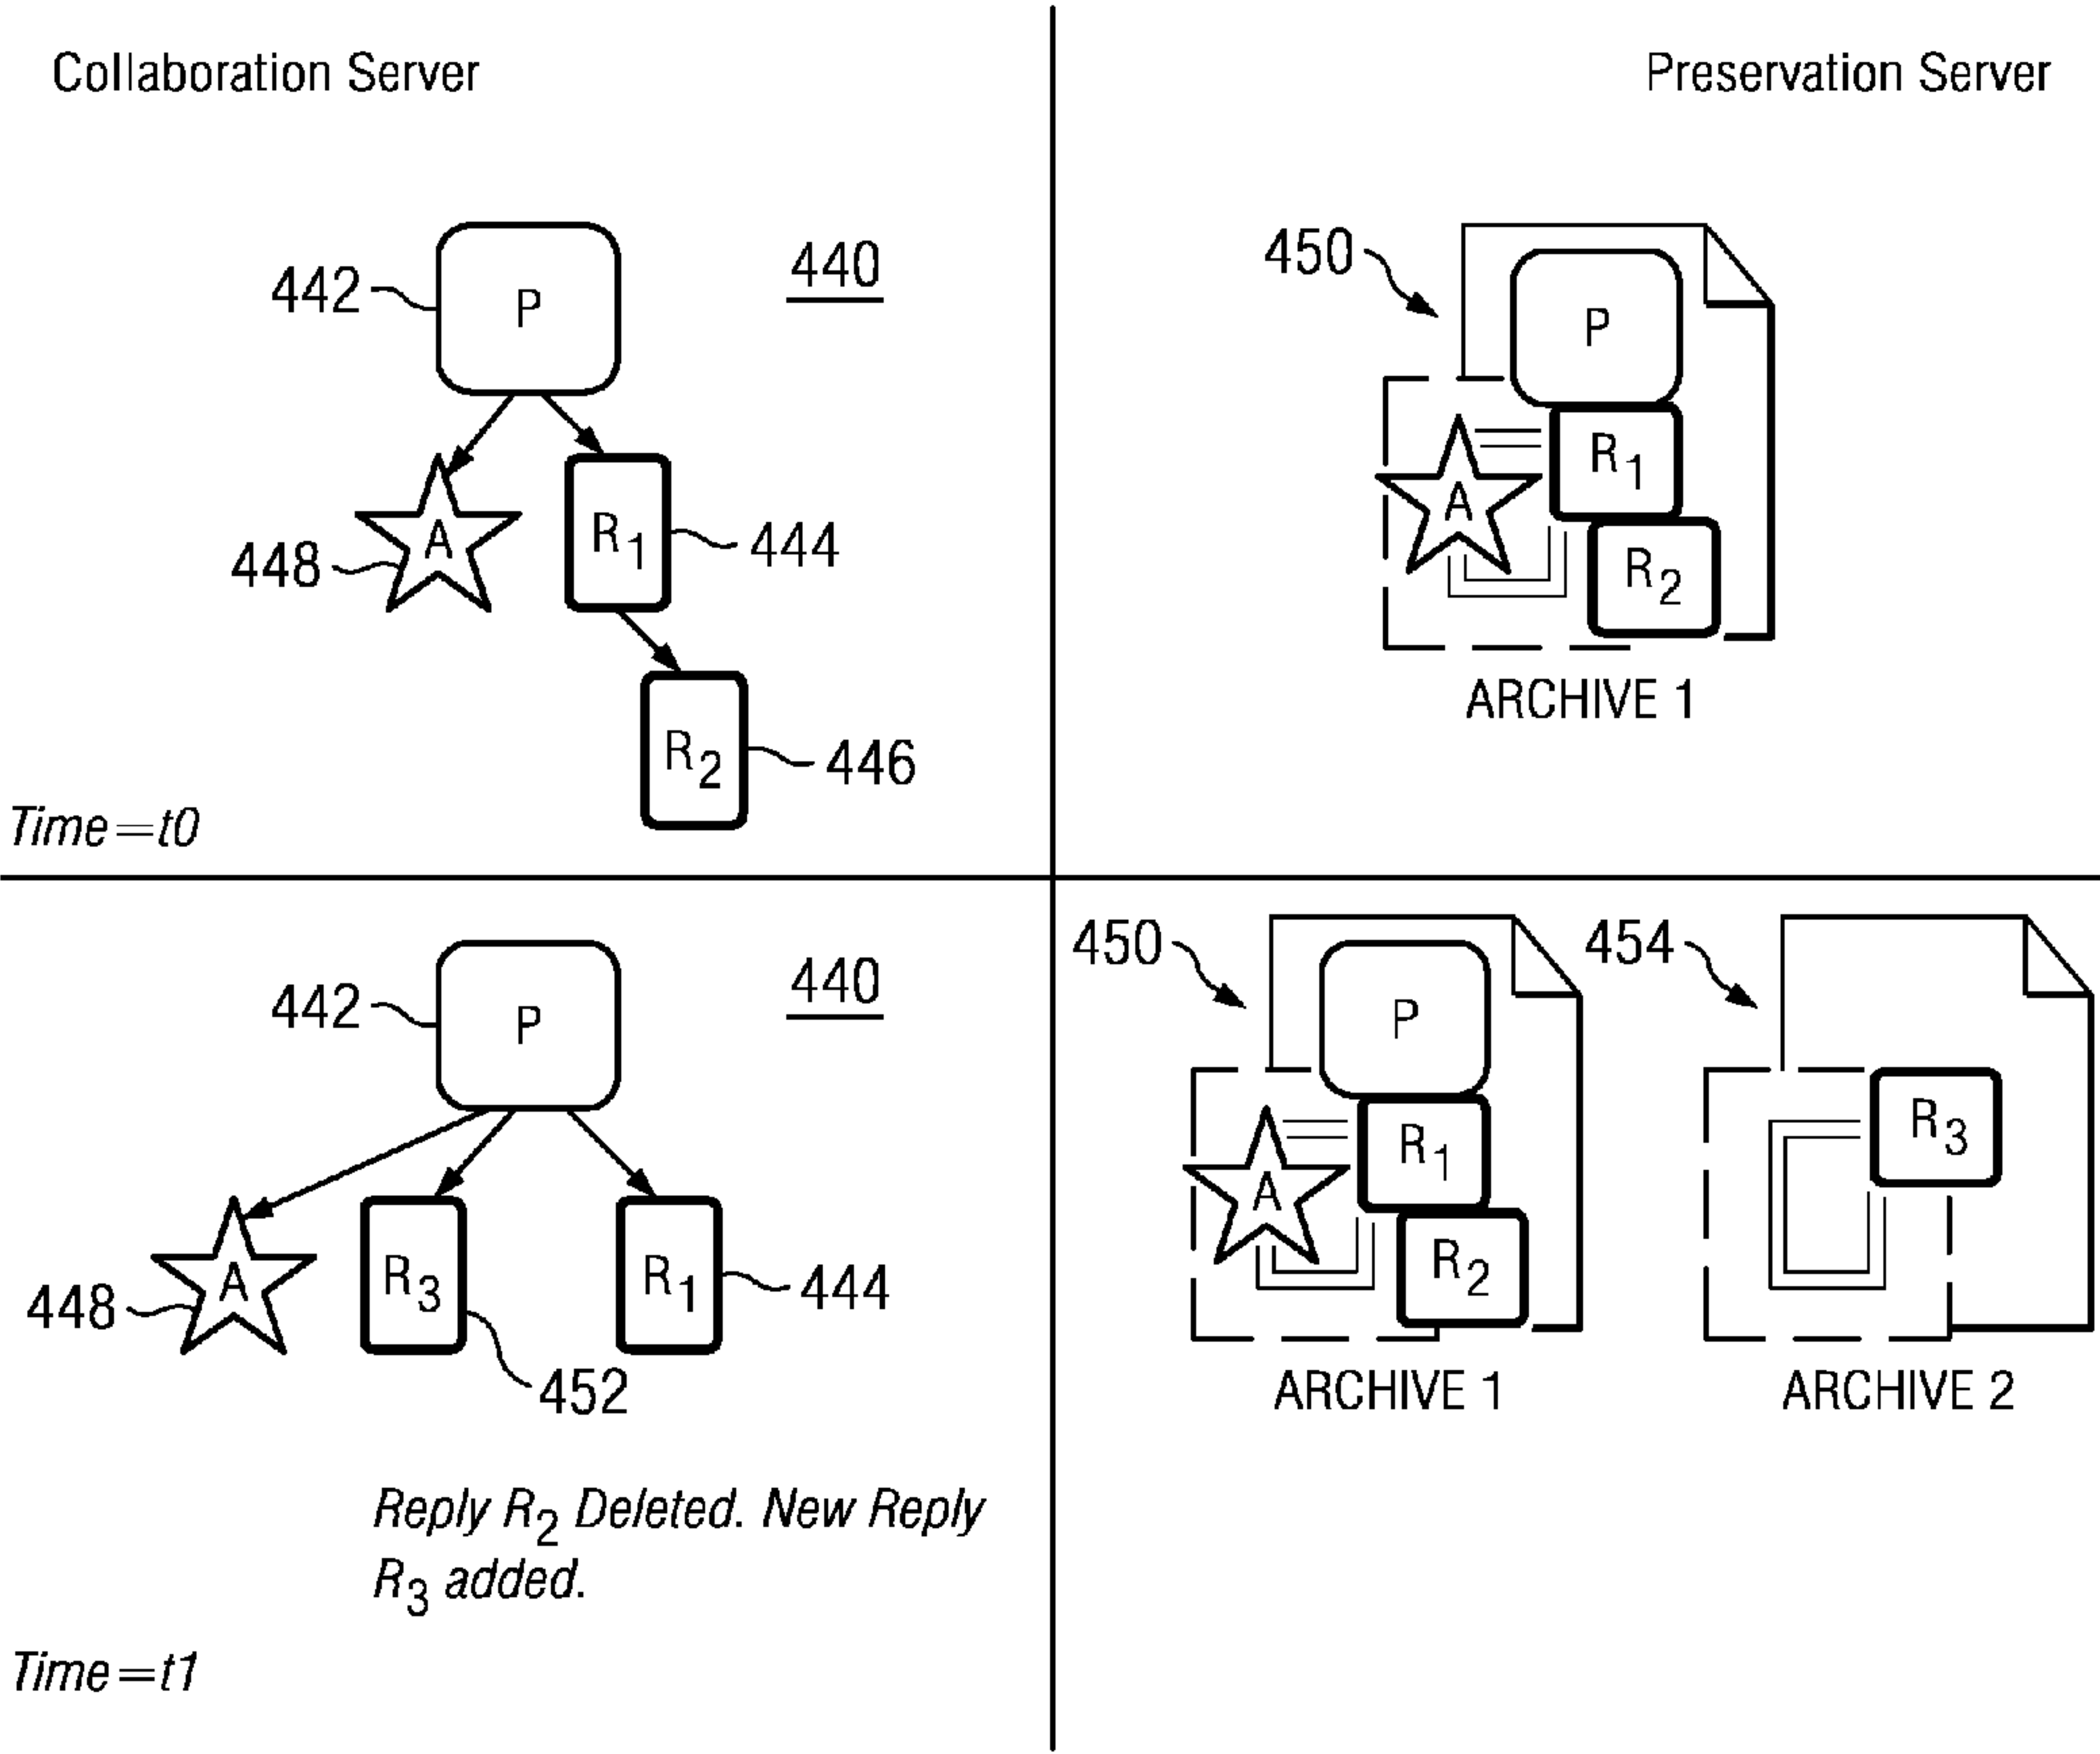 Collaboration Server
Preservation Server
442
P
440
448
A
R1
444
R2
446
Time=t0
450
P
A
R1
R2
ARCHIVE 1
442
P
440
448
A
R3
452
R1
444
Reply R2 Deleted. New Reply
R3 added.
Time=t1
450
P
A
R1
R2
ARCHIVE 1
454
R3
ARCHIVE 2